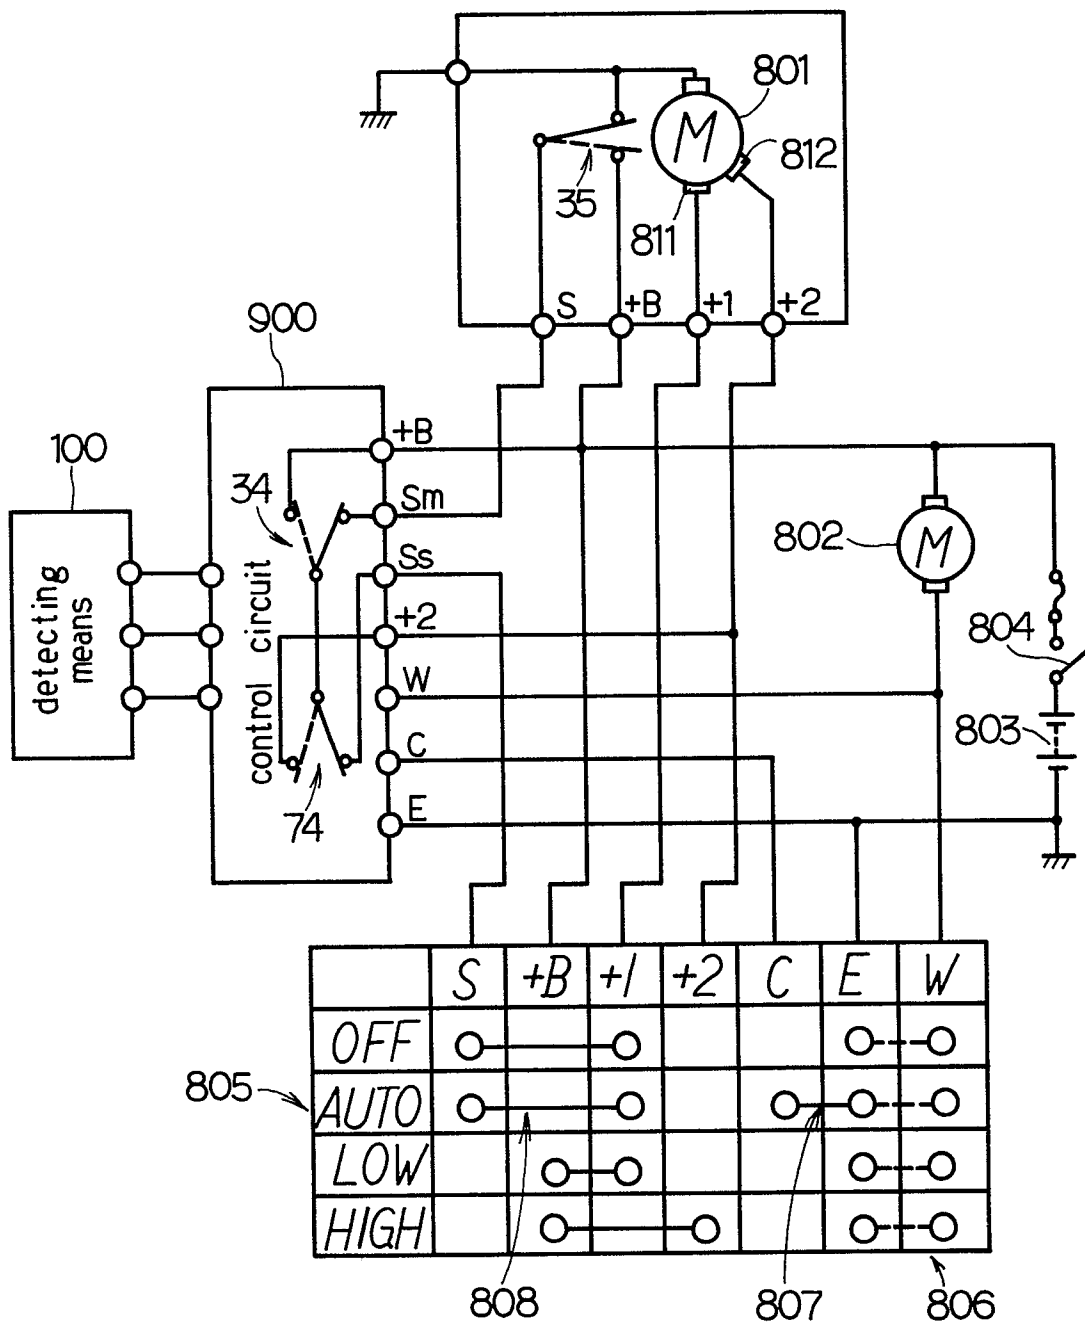 801
M
812
35
811
S +B +1 +2
900
+B
100
34
Sm
802
M
Ss
detecting
means
control circuit
+2
804
W
803
C
74
E
S +B +1 +2 C E W
OFF
805
AUTO
LOW
HIGH
808
807
806